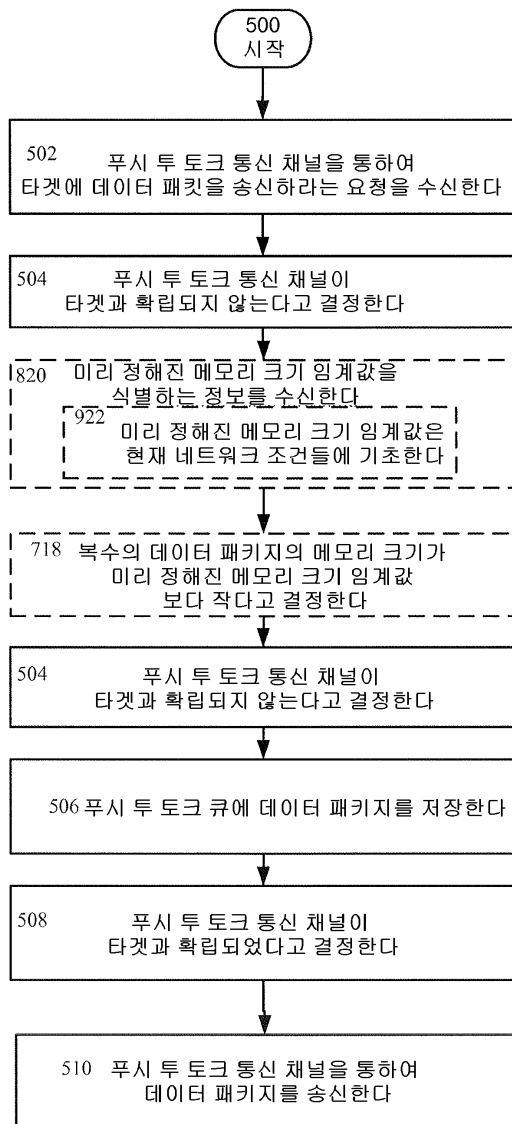 500
시작
502 푸시 투 토크 통신 채널을 통하여
타겟에 데이터 패킷을 송신하라는 요청을 수신한다
504 푸시 투 토크 통신 채널이
타겟과 확립되지 않는다고 결정한다
820 미리 정해진 메모리 크기 임계값을
식별하는 정보를 수신한다
922 미리 정해진 메모리 크기 임계값은
현재 네트워크 조건들에 기초한다
718 복수의 데이터 패키지의 메모리 크기가
미리 정해진 메모리 크기 임계값
보다 작다고 결정한다
504 푸시 투 토크 통신 채널이
타겟과 확립되지 않는다고 결정한다
506 푸시 투 토크 큐에 데이터 패키지를 저장한다
508 푸시 투 토크 통신 채널이
타겟과 확립되었다고 결정한다
510 푸시 투 토크 통신 채널을 통하여
데이터 패키지를 송신한다